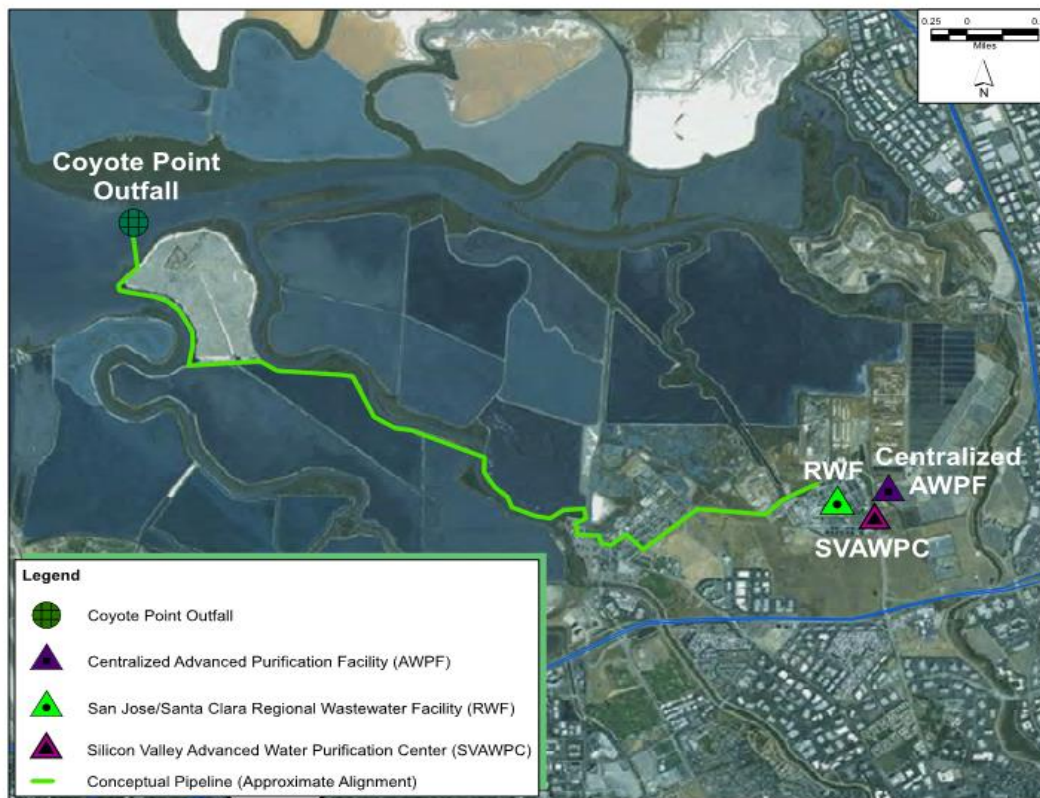 0.25 0 0.
Miles
N
Coyote Point
Outfall
RWF
Centralized
AWPF
SVAWPC
Legend
Coyote Point Outfall
Centralized Advanced Purification Facility (AWPF)
San Jose/Santa Clara Regional Wastewater Facility (RWF)
Silicon Valley Advanced Water Purification Center (SVAWPC)
Conceptual Pipeline (Approximate Alignment)